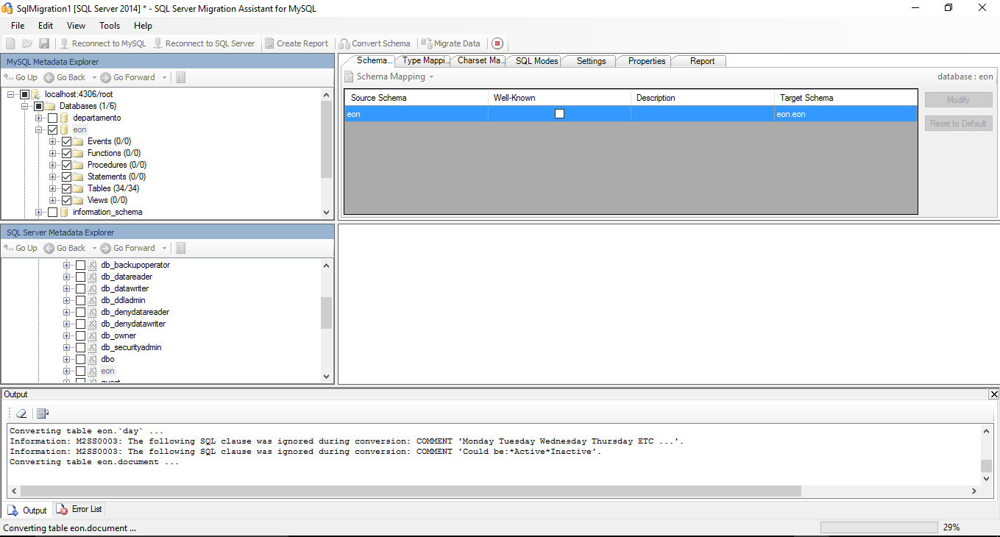 SqlMigration1 [SQL Server 2014] * - SQL Server Migration Assistant for MySQL
File Edit View Tools Help
Reconnect to MySQL Reconnect to SQL Server Create Report Convert Schema Migrate Data
MySQL Metadata Explorer
Go Up Go Back Go Forward
localhost:4306/root
Databases (1/6)
departamento
eon
Events (0/0)
Functions (0/0)
Procedures (0/0)
Statements (0/0)
Tables (34/34)
Views (0/0)
information_schema
Schema... Type Mappi... Charset Ma... SQL Modes Settings Properties Report
Schema Mapping database : eon
Source Schema Well-Known Description Target Schema
eon eon.eon
Modify
Reset to Default
SQL Server Metadata Explorer
Go Up Go Back Go Forward
db_backupoperator
db_datareader
db_datawriter
db_ddladmin
db_denydatareader
db_denydatawriter
db_owner
db_securityadmin
dbo
eon
guest
Output
Converting table eon.`day` ...
Information: M2SS0003: The following SQL clause was ignored during conversion: COMMENT 'Monday Tuesday Wednesday Thursday ETC ...'.
Information: M2SS0003: The following SQL clause was ignored during conversion: COMMENT 'Could be:*Active*Inactive'.
Converting table eon.document ...
Output Error List
Converting table eon.document ... 29%